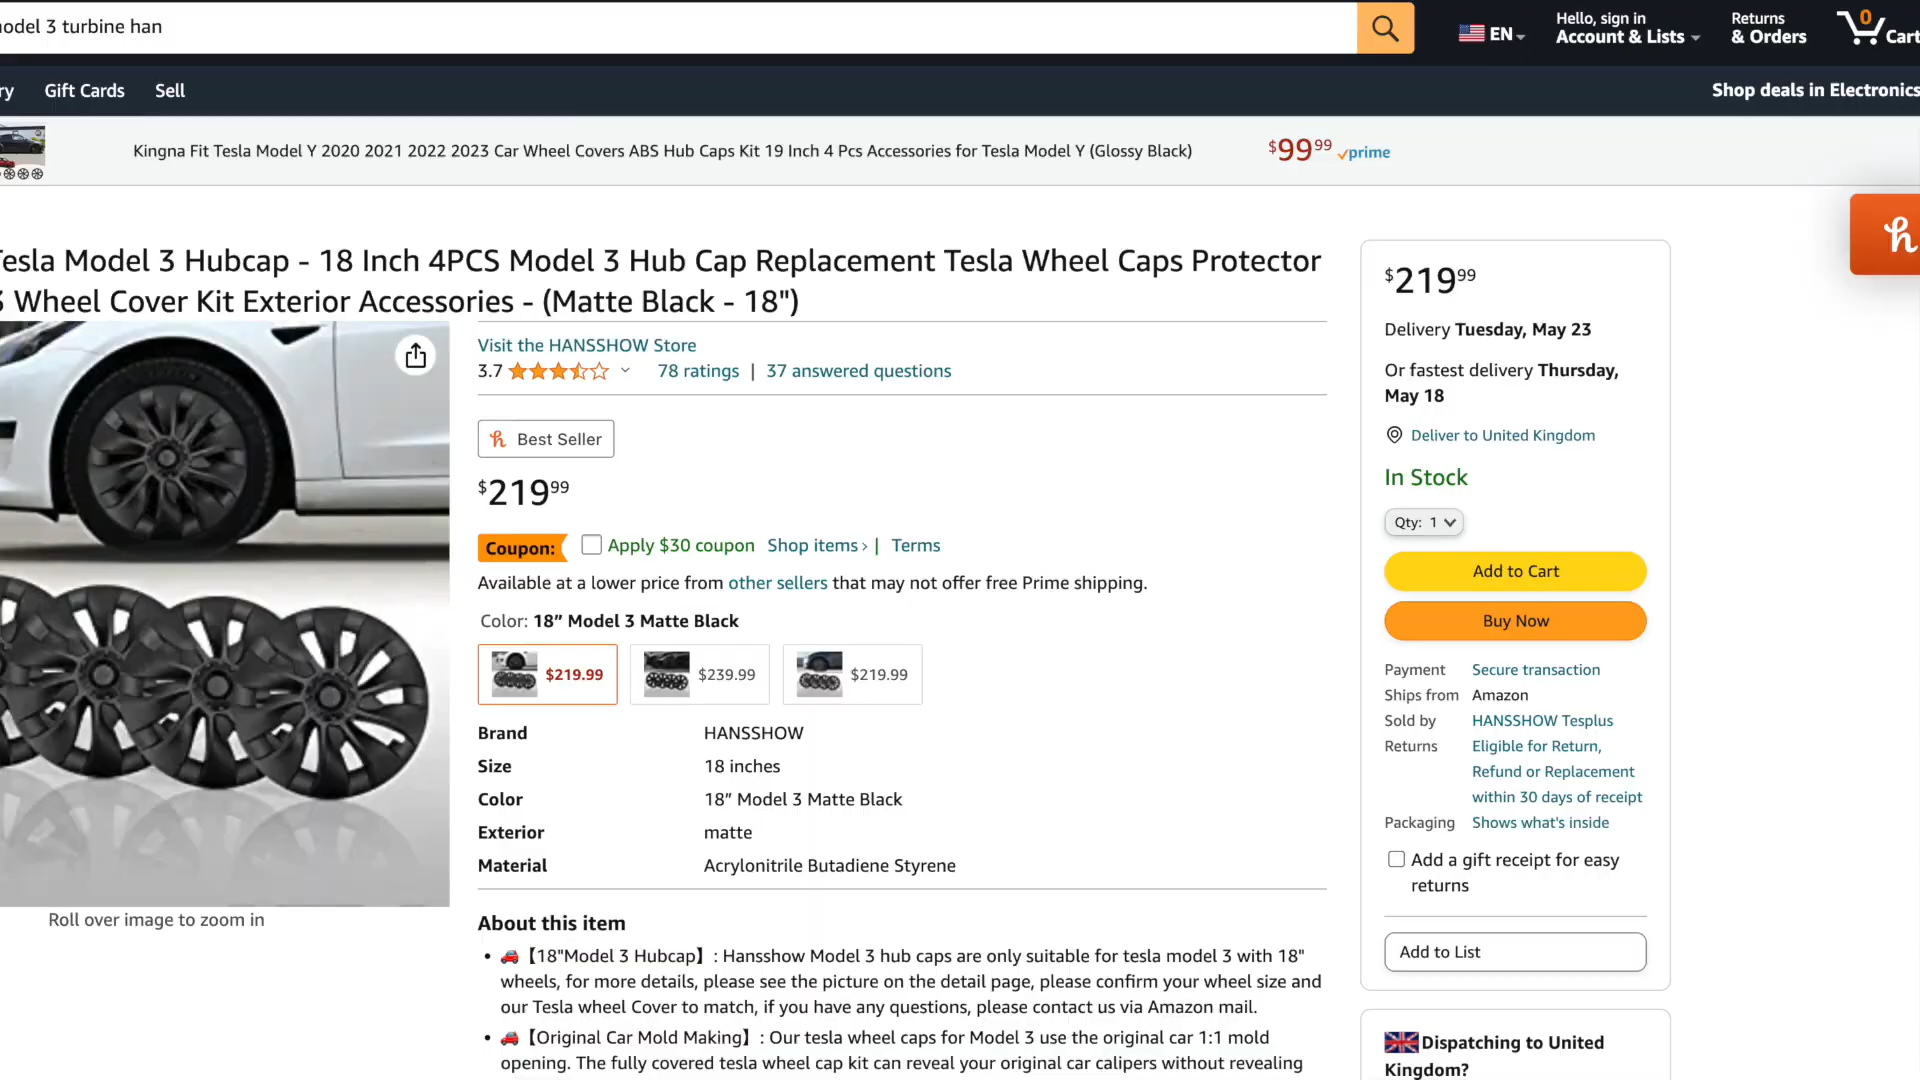 odel 3 turbine han
EN
Hello, sign in
Account & Lists
Returns
& Orders
0
Cart
ry
Gift Cards
Sell
Shop deals in Electronics
Kingna Fit Tesla Model Y 2020 2021 2022 2023 Car Wheel Covers ABS Hub Caps Kit 19 Inch 4 Pcs Accessories for Tesla Model Y (Glossy Black)
$99.99
prime
Tesla Model 3 Hubcap - 18 Inch 4PCS Model 3 Hub Cap Replacement Tesla Wheel Caps Protector
3 Wheel Cover Kit Exterior Accessories - (Matte Black - 18")
Visit the HANSSHOW Store
3.7
78 ratings | 37 answered questions
Best Seller
$219.99
Coupon:
Apply $30 coupon Shop items › | Terms
Available at a lower price from other sellers that may not offer free Prime shipping.
Color: 18” Model 3 Matte Black
$219.99
$239.99
$219.99
Brand HANSSHOW
Size 18 inches
Color 18” Model 3 Matte Black
Exterior matte
Material Acrylonitrile Butadiene Styrene
About this item
• 🚗【18"Model 3 Hubcap】: Hansshow Model 3 hub caps are only suitable for tesla model 3 with 18"
wheels, for more details, please see the picture on the detail page, please confirm your wheel size and
our Tesla wheel Cover to match, if you have any questions, please contact us via Amazon mail.
• 🚗【Original Car Mold Making】: Our tesla wheel caps for Model 3 use the original car 1:1 mold
opening. The fully covered tesla wheel cap kit can reveal your original car calipers without revealing
Roll over image to zoom in
$219.99
Delivery Tuesday, May 23
Or fastest delivery Thursday,
May 18
Deliver to United Kingdom
In Stock
Qty: 1
Add to Cart
Buy Now
Payment Secure transaction
Ships from Amazon
Sold by HANSSHOW Tesplus
Returns Eligible for Return,
Refund or Replacement
within 30 days of receipt
Packaging Shows what's inside
Add a gift receipt for easy
returns
Add to List
Dispatching to United
Kingdom?